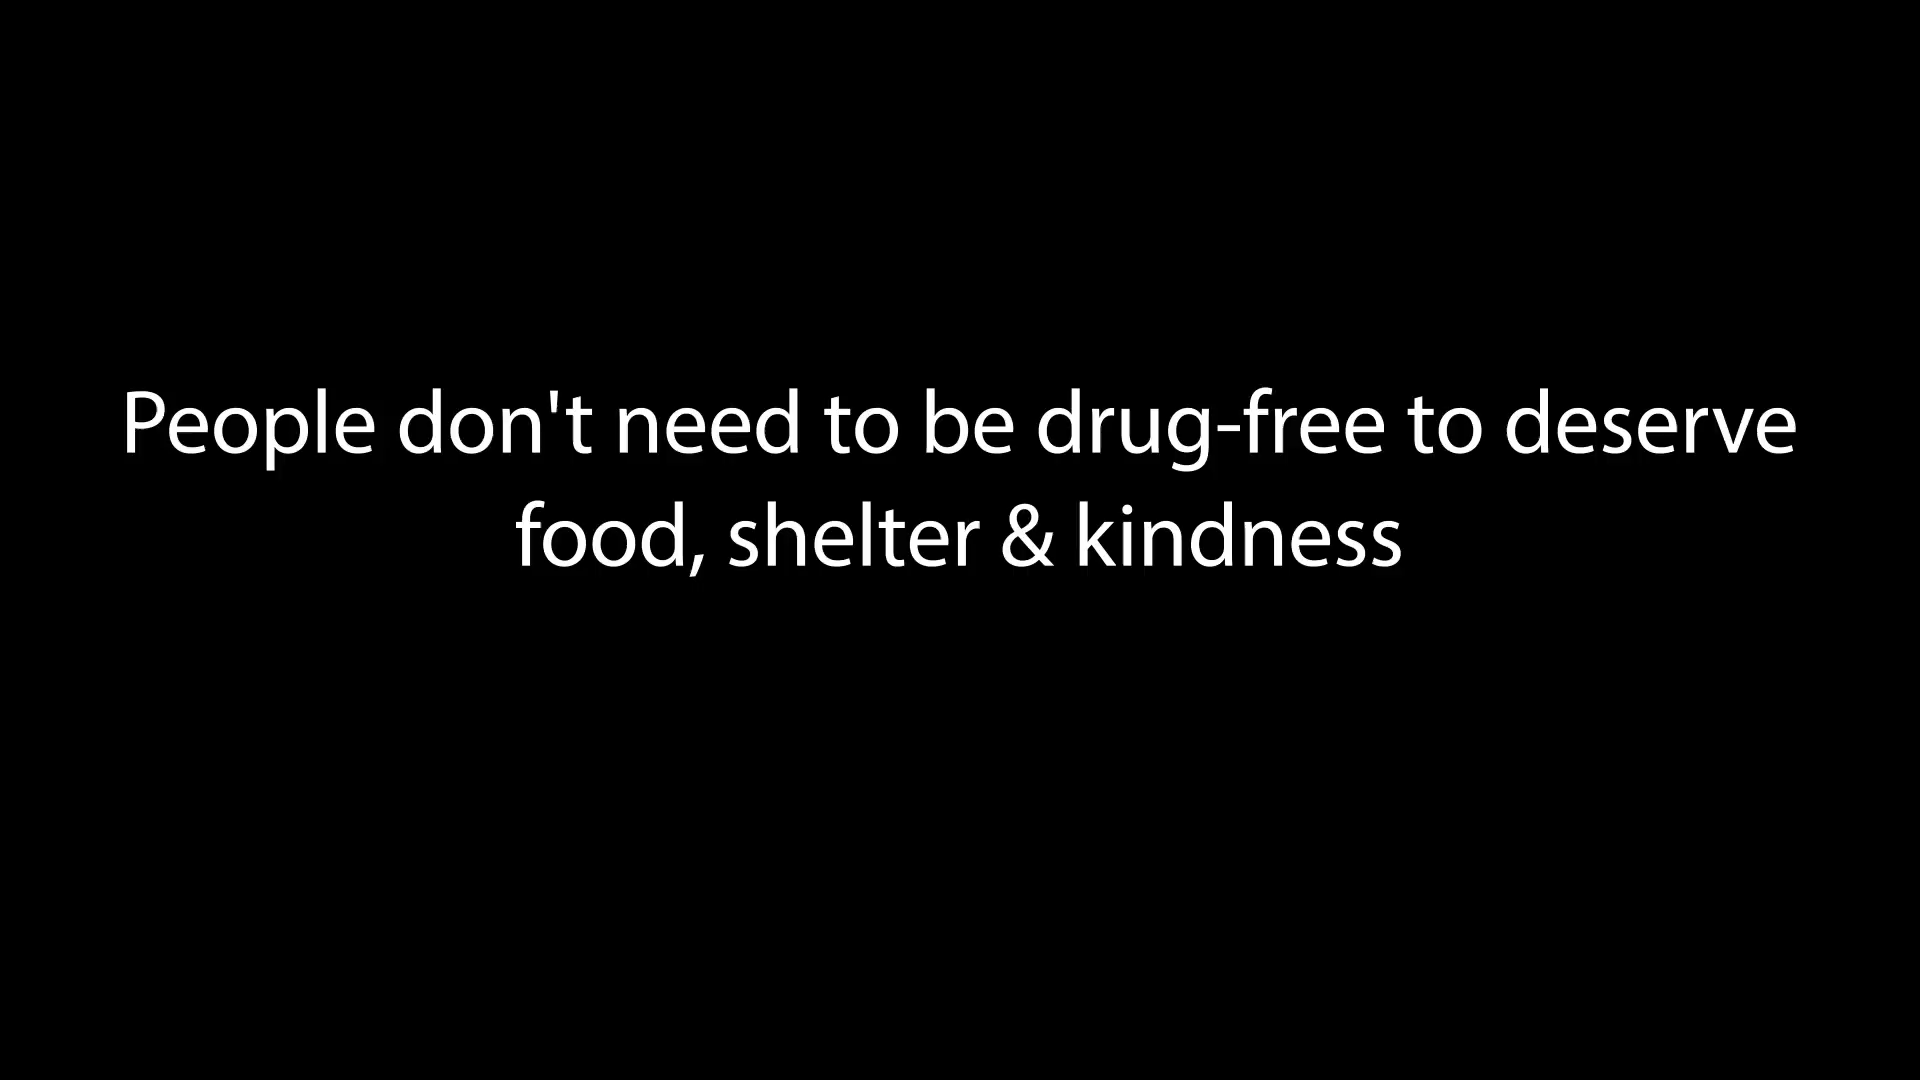 People don't need to be drug-free to deserve
food, shelter & kindness